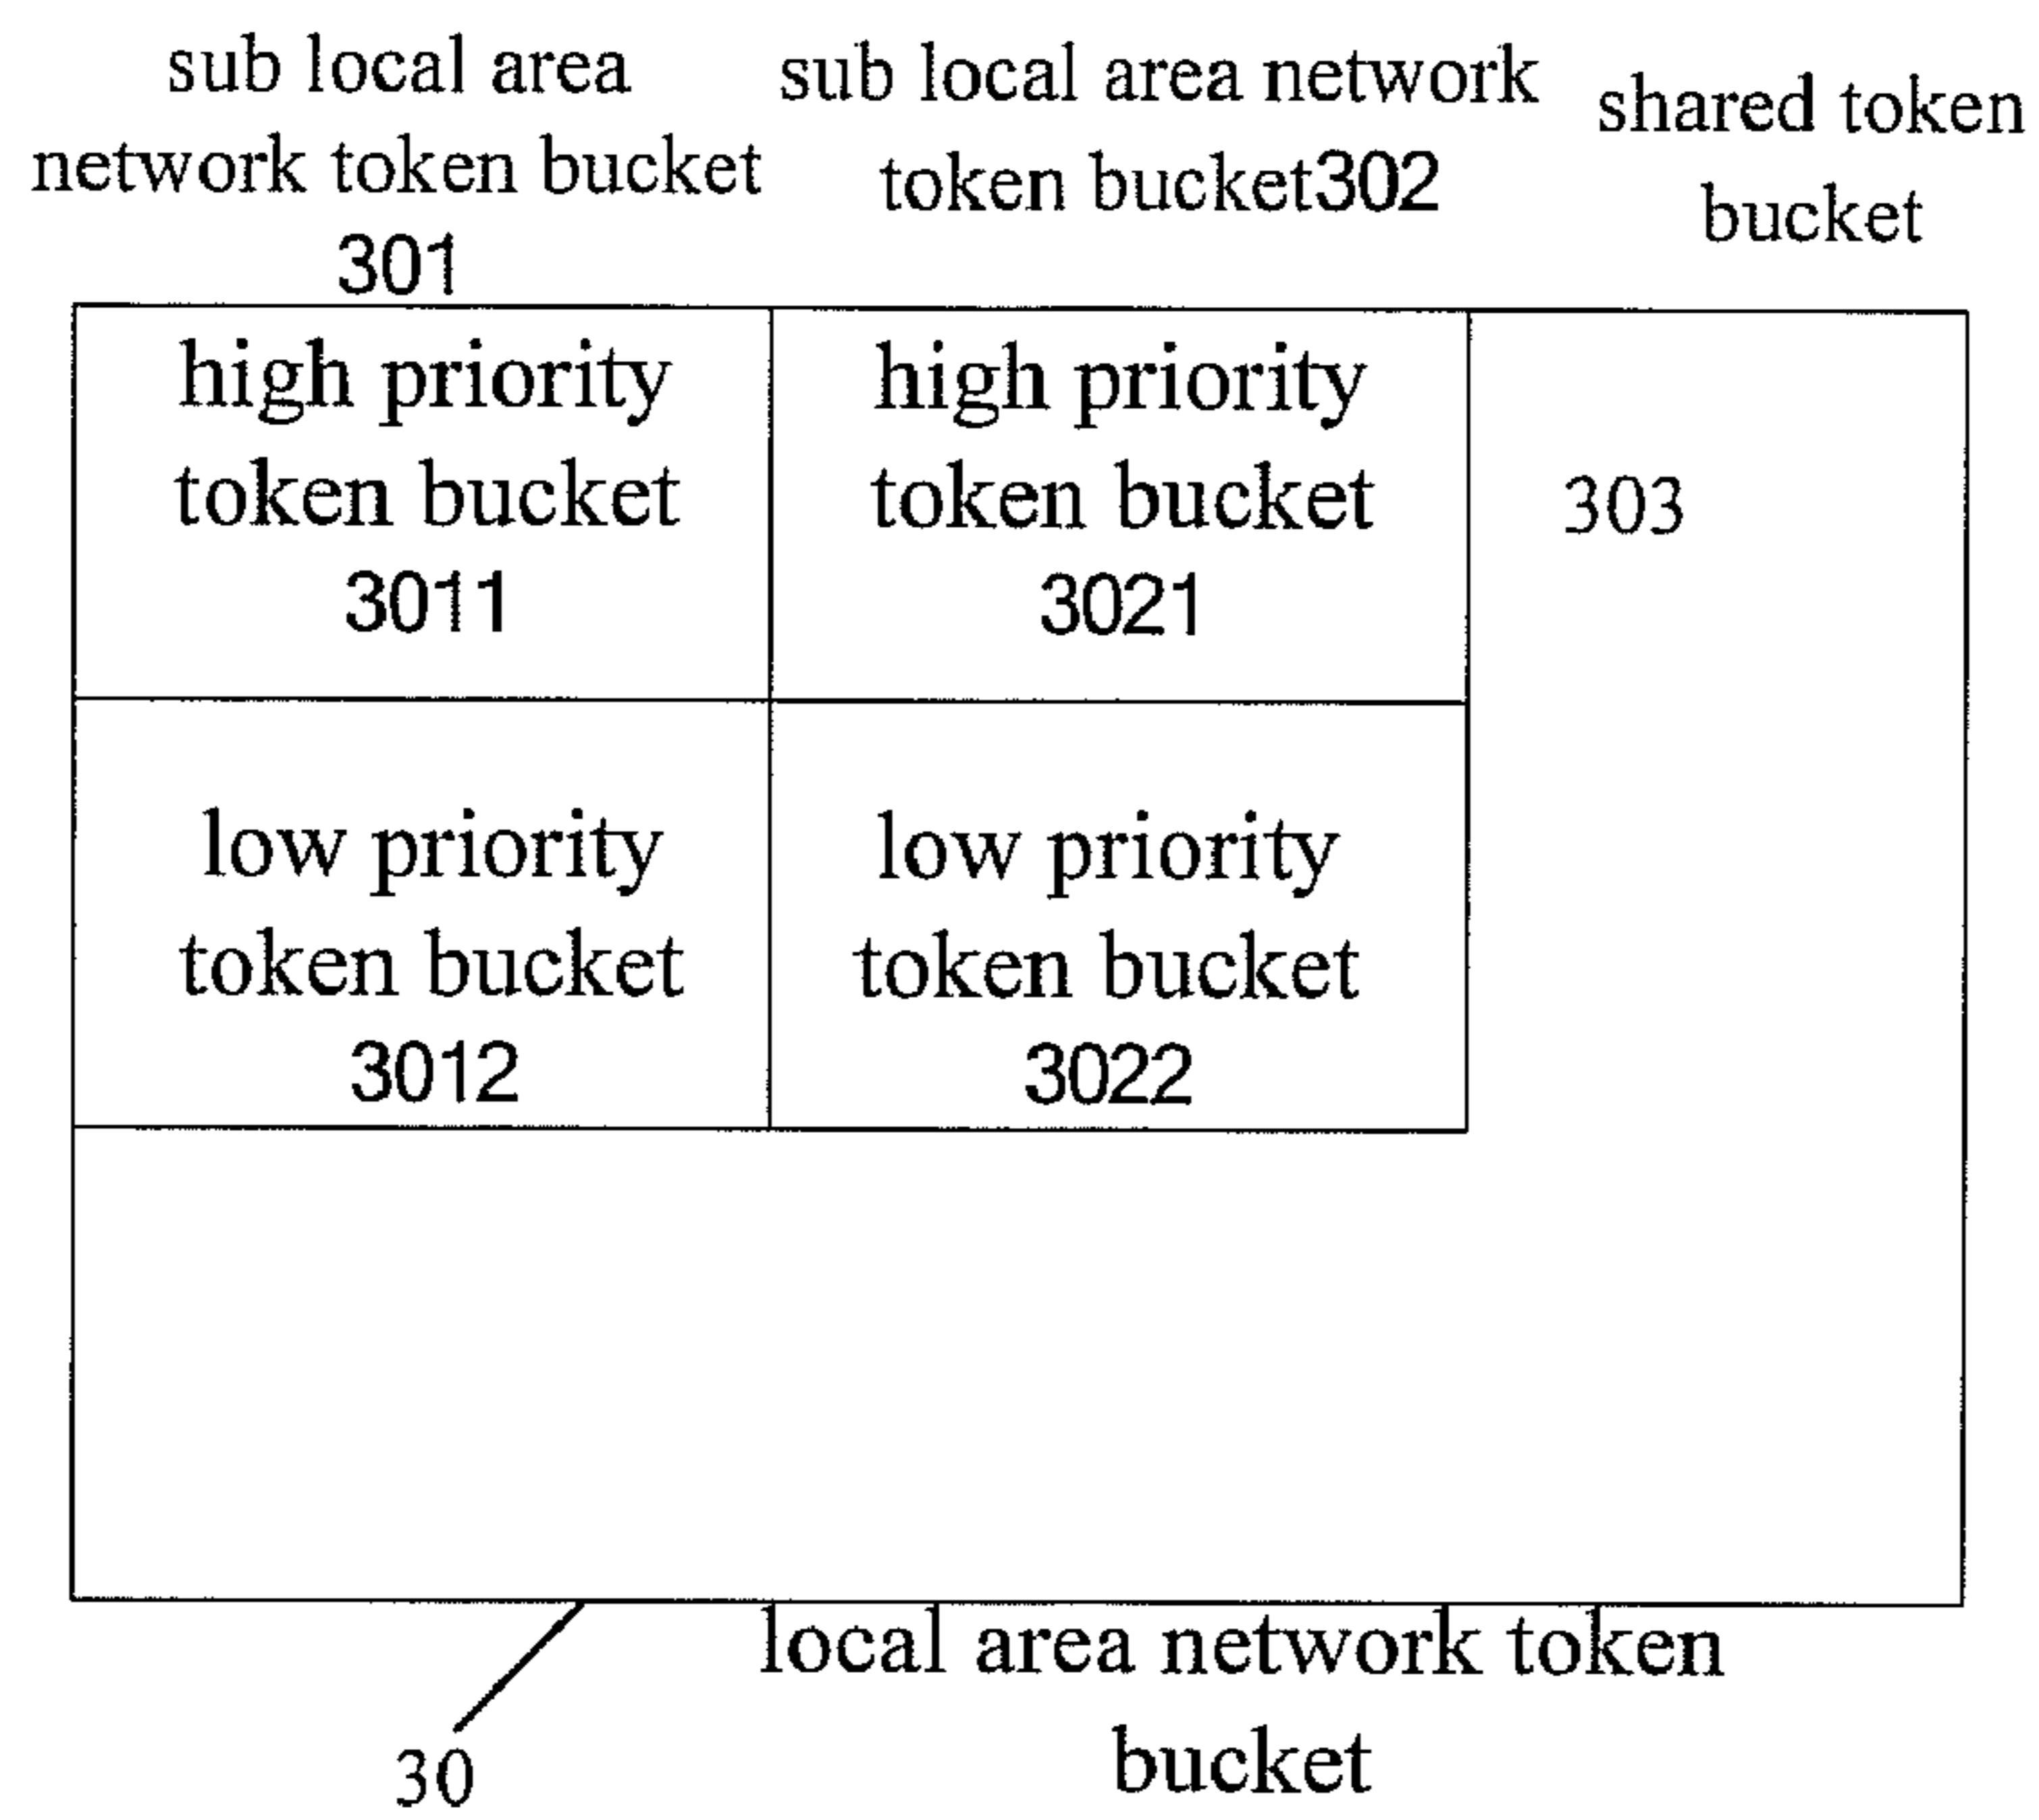 sub local area
network token bucket
301
sub local area network
token bucket302
shared token
bucket
high priority
token bucket
3011
high priority
token bucket
3021
303
low priority
token bucket
3012
low priority
token bucket
3022
local area network token
bucket
30